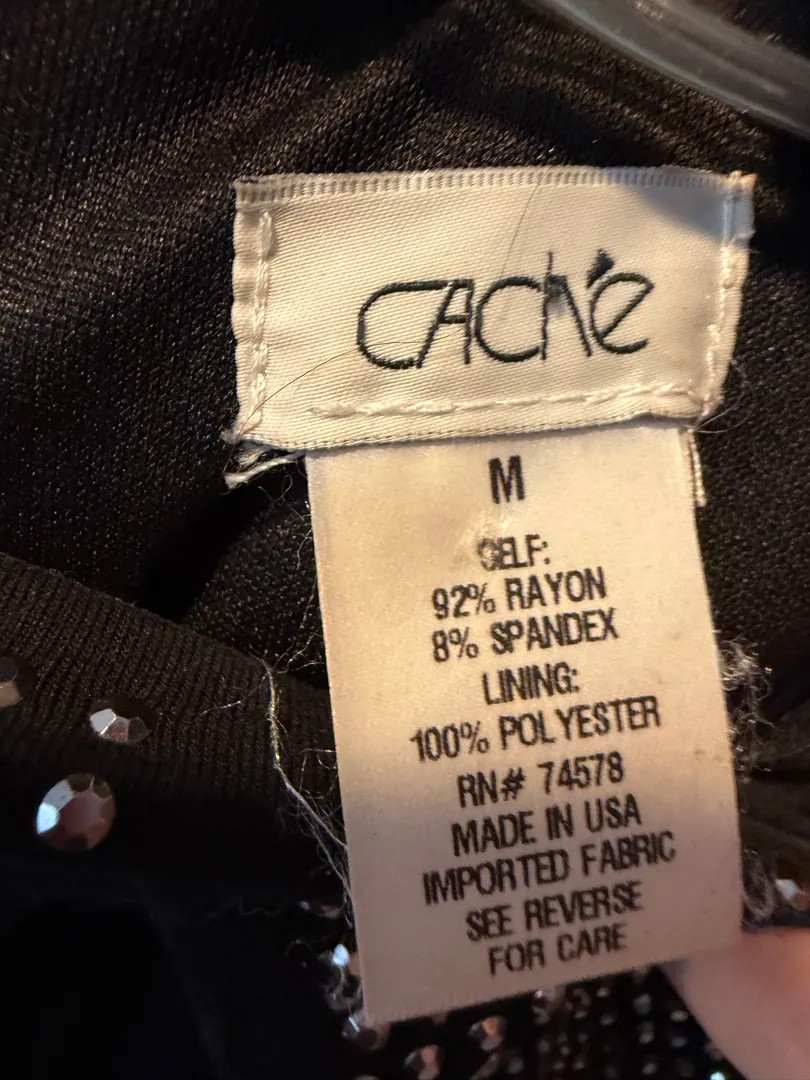 CACHÉ
M
SELF:
92% RAYON
8% SPANDEX
LINING:
100% POLYESTER
RN# 74578
MADE IN USA
IMPORTED FABRIC
SEE REVERSE
FOR CARE